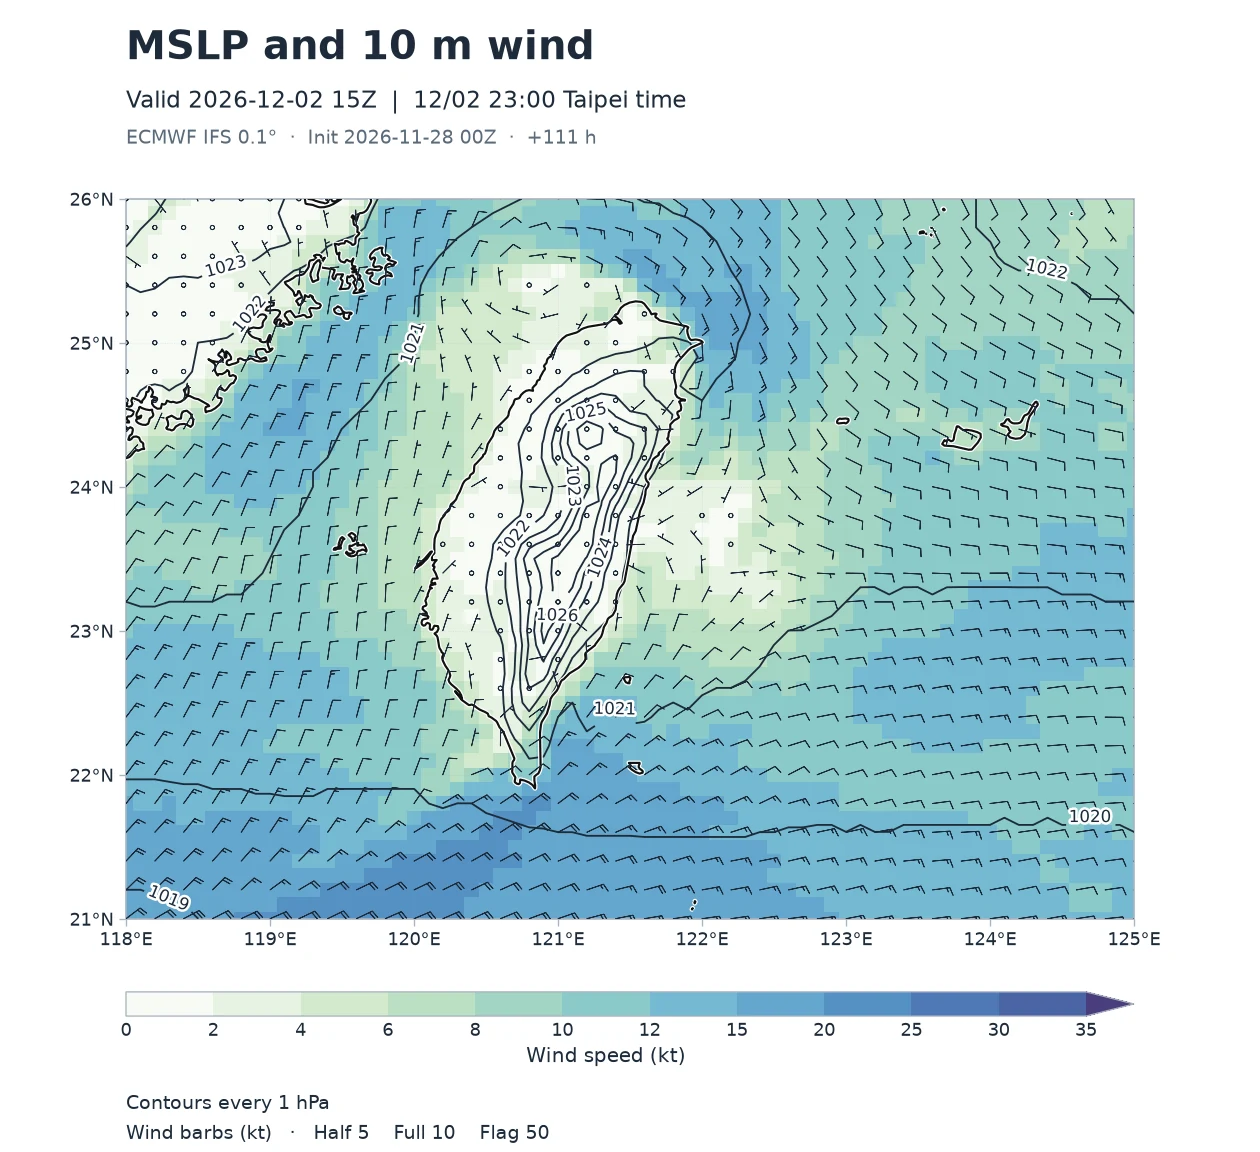 MSLP and 10 m wind
Valid 2026-12-02 15Z | 12/02 23:00 Taipei time
ECMWF IFS 0.1° · Init 2026-11-28 00Z · +111 h
26°N
25°N
24°N
23°N
22°N
21°N
1023
1022
1021
1022
1025
1023
1022
1024
1026
1021
1020
1019
118°E 119°E 120°E 121°E 122°E 123°E 124°E 125°E
0 2 4 6 8 10 12 15 20 25 30 35
Wind speed (kt)
Contours every 1 hPa
Wind barbs (kt) · Half 5 Full 10 Flag 50